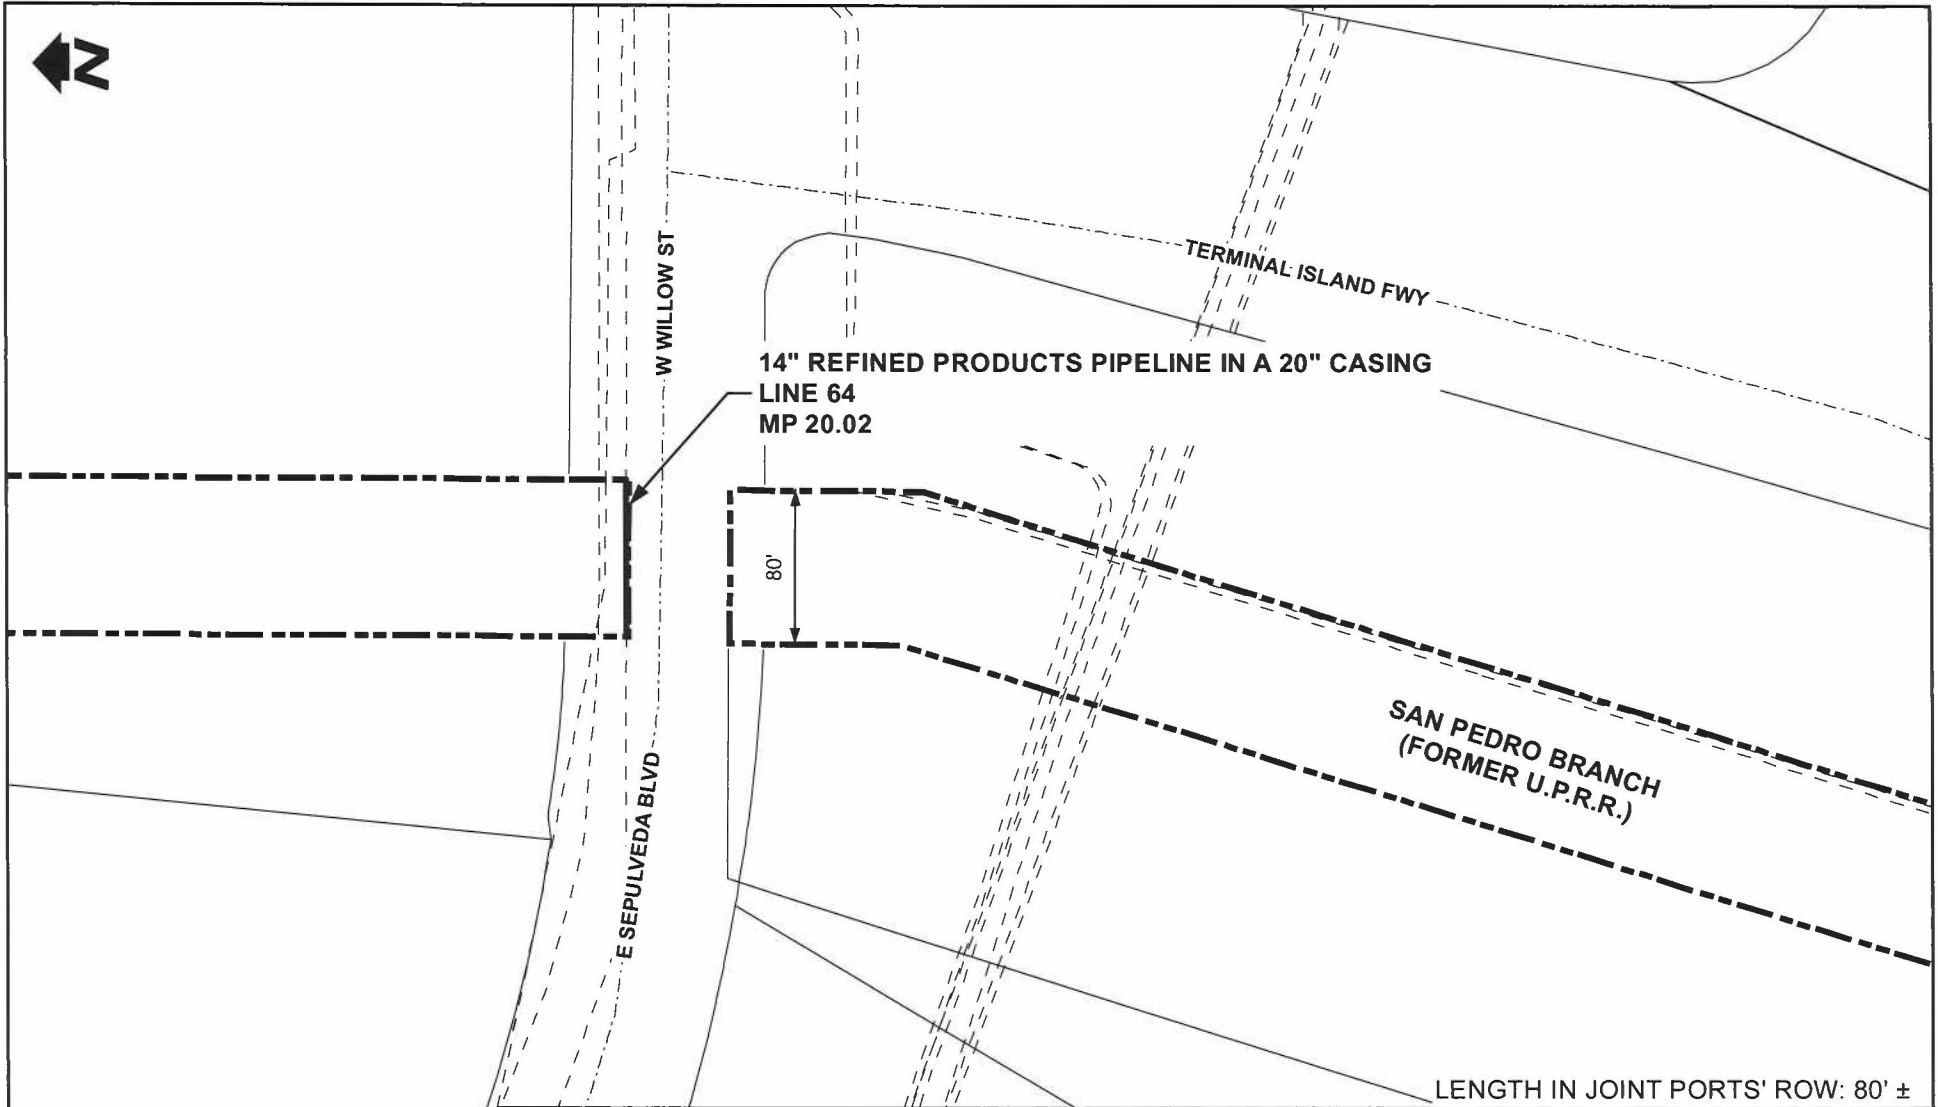 N
W WILLOW ST
TERMINAL ISLAND FWY
14" REFINED PRODUCTS PIPELINE IN A 20" CASING
LINE 64
MP 20.02
80'
E SEPULVEDA BLVD
SAN PEDRO BRANCH
(FORMER U.P.R.R.)
LENGTH IN JOINT PORTS' ROW: 80' ±